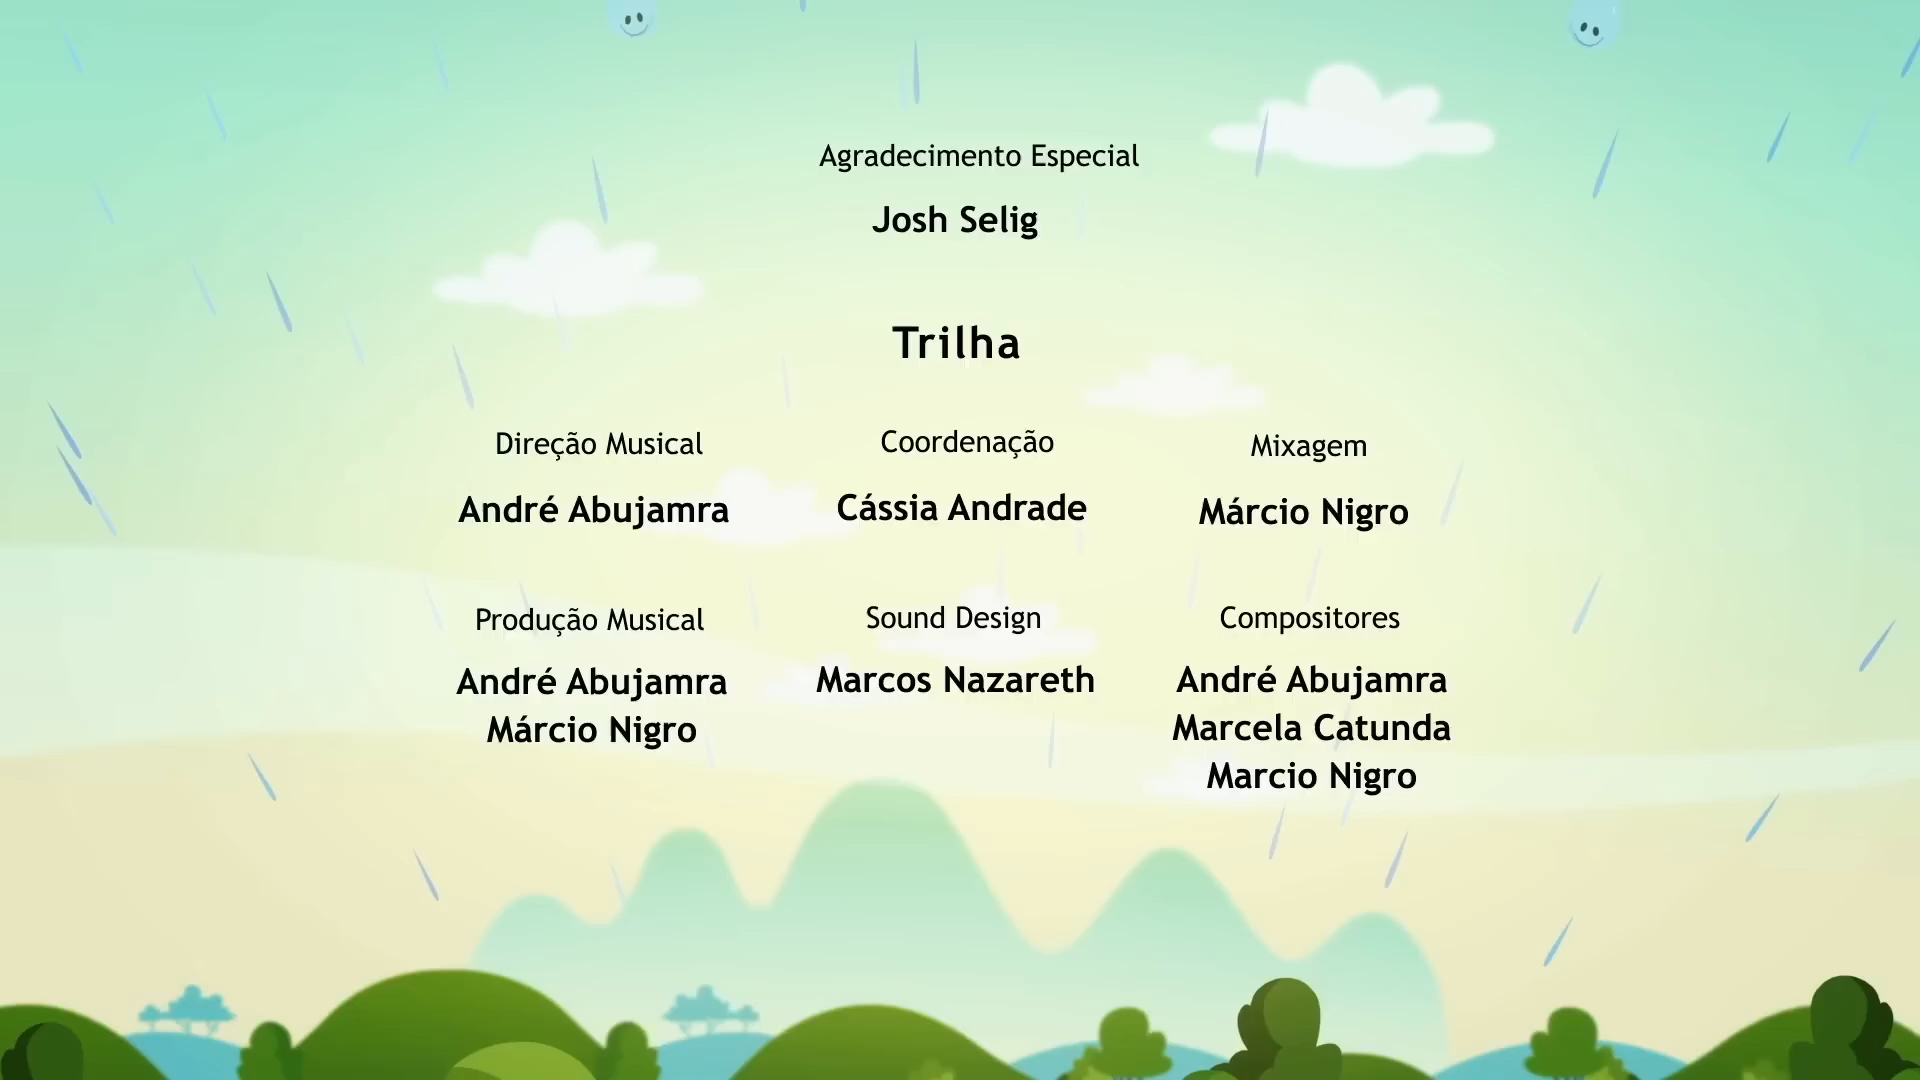 Agradecimento Especial
Josh Selig
Trilha
Direção Musical
André Abujamra
Coordenação
Cássia Andrade
Mixagem
Márcio Nigro
Produção Musical
André Abujamra
Márcio Nigro
Sound Design
Marcos Nazareth
Compositores
André Abujamra
Marcela Catunda
Marcio Nigro